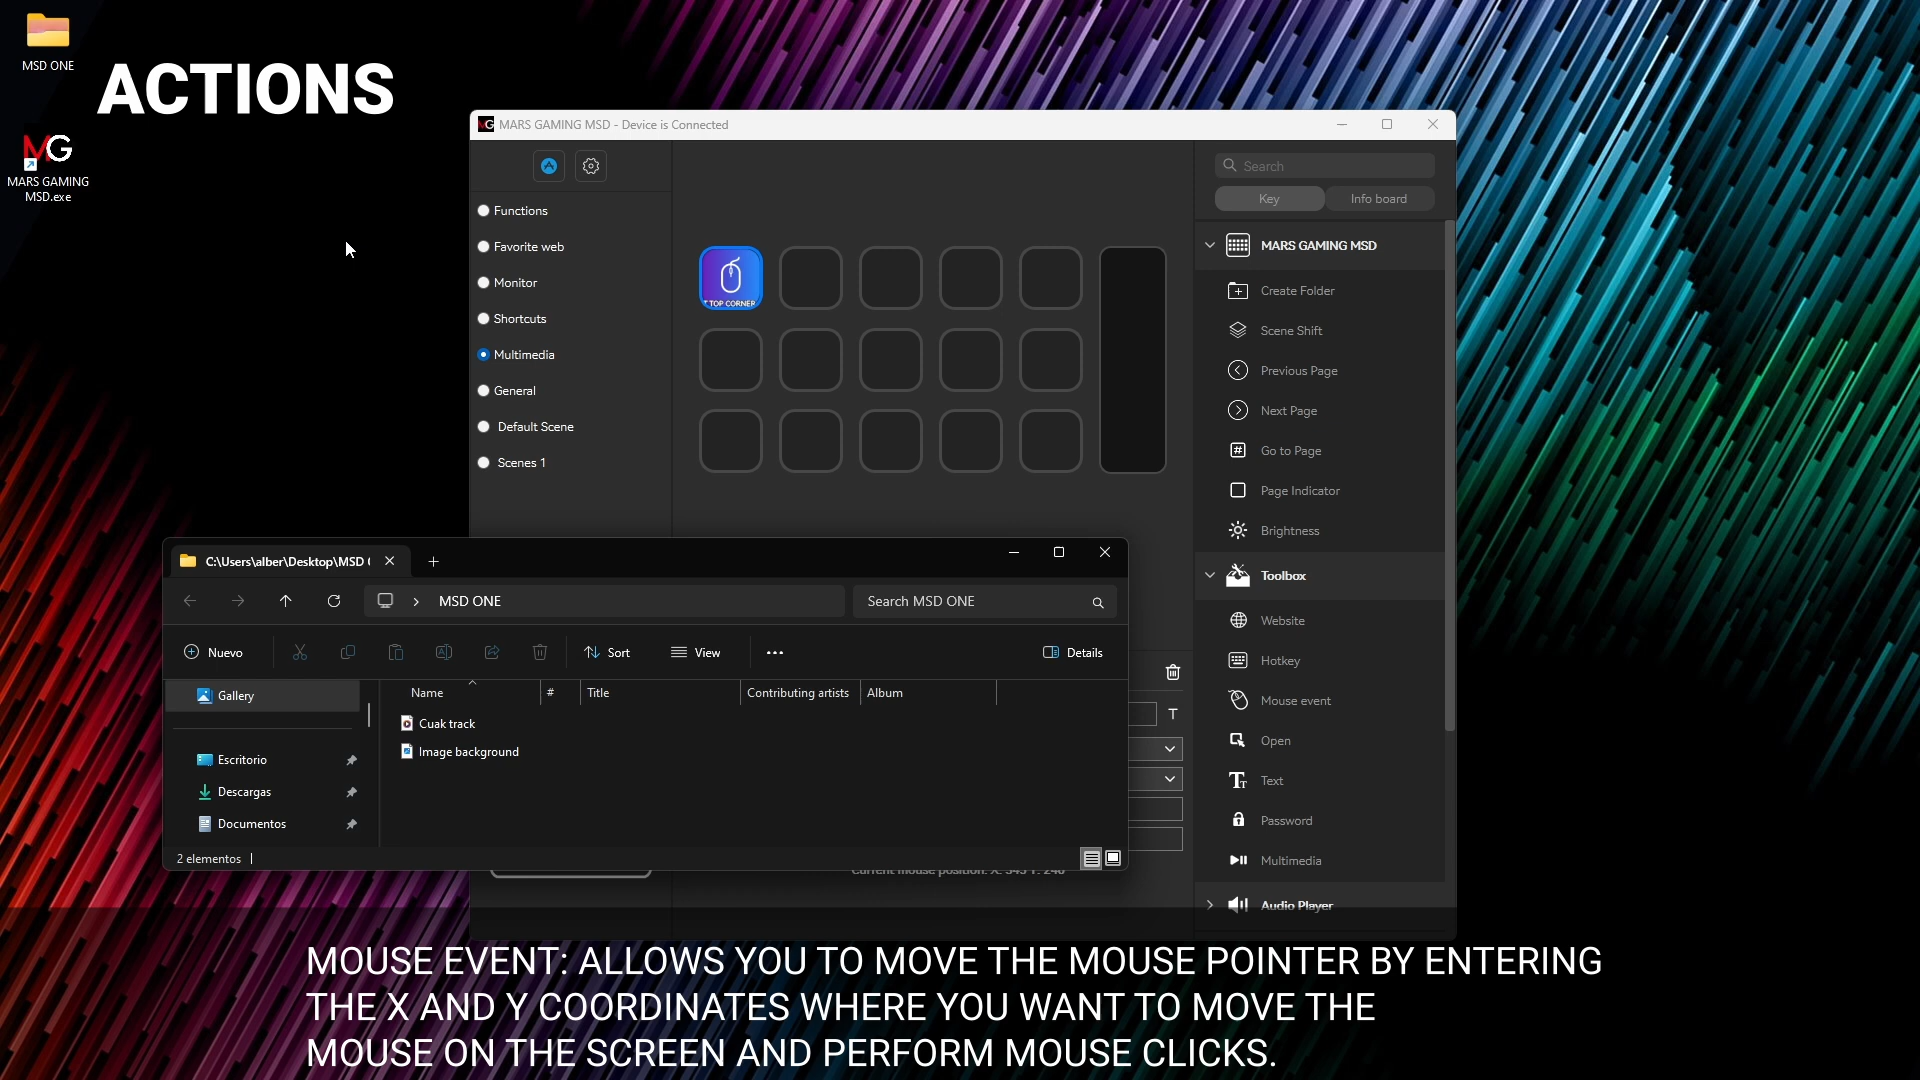 MSD ONE
ACTIONS
MG
MARS GAMING
MSD.exe
MARS GAMING MSD - Device is Connected
Search
Key
Info board
Functions
Favorite web
Monitor
Shortcuts
Multimedia
General
Default Scene
Scenes 1
T TOP CORNER
MARS GAMING MSD
Create Folder
Scene Shift
Previous Page
Next Page
Go to Page
Page Indicator
Brightness
Toolbox
Website
Hotkey
Mouse event
Open
Text
Password
Multimedia
Audio Player
T
C:\Users\alber\Desktop\MSD
MSD ONE
Search MSD ONE
Nuevo
Sort
View
Details
Gallery
Escritorio
Descargas
Documentos
Name
#
Title
Contributing artists
Album
Cuak track
Image background
2 elementos
Current mouse position: X: 345 Y: 240
MOUSE EVENT: ALLOWS YOU TO MOVE THE MOUSE POINTER BY ENTERING
THE X AND Y COORDINATES WHERE YOU WANT TO MOVE THE
MOUSE ON THE SCREEN AND PERFORM MOUSE CLICKS.